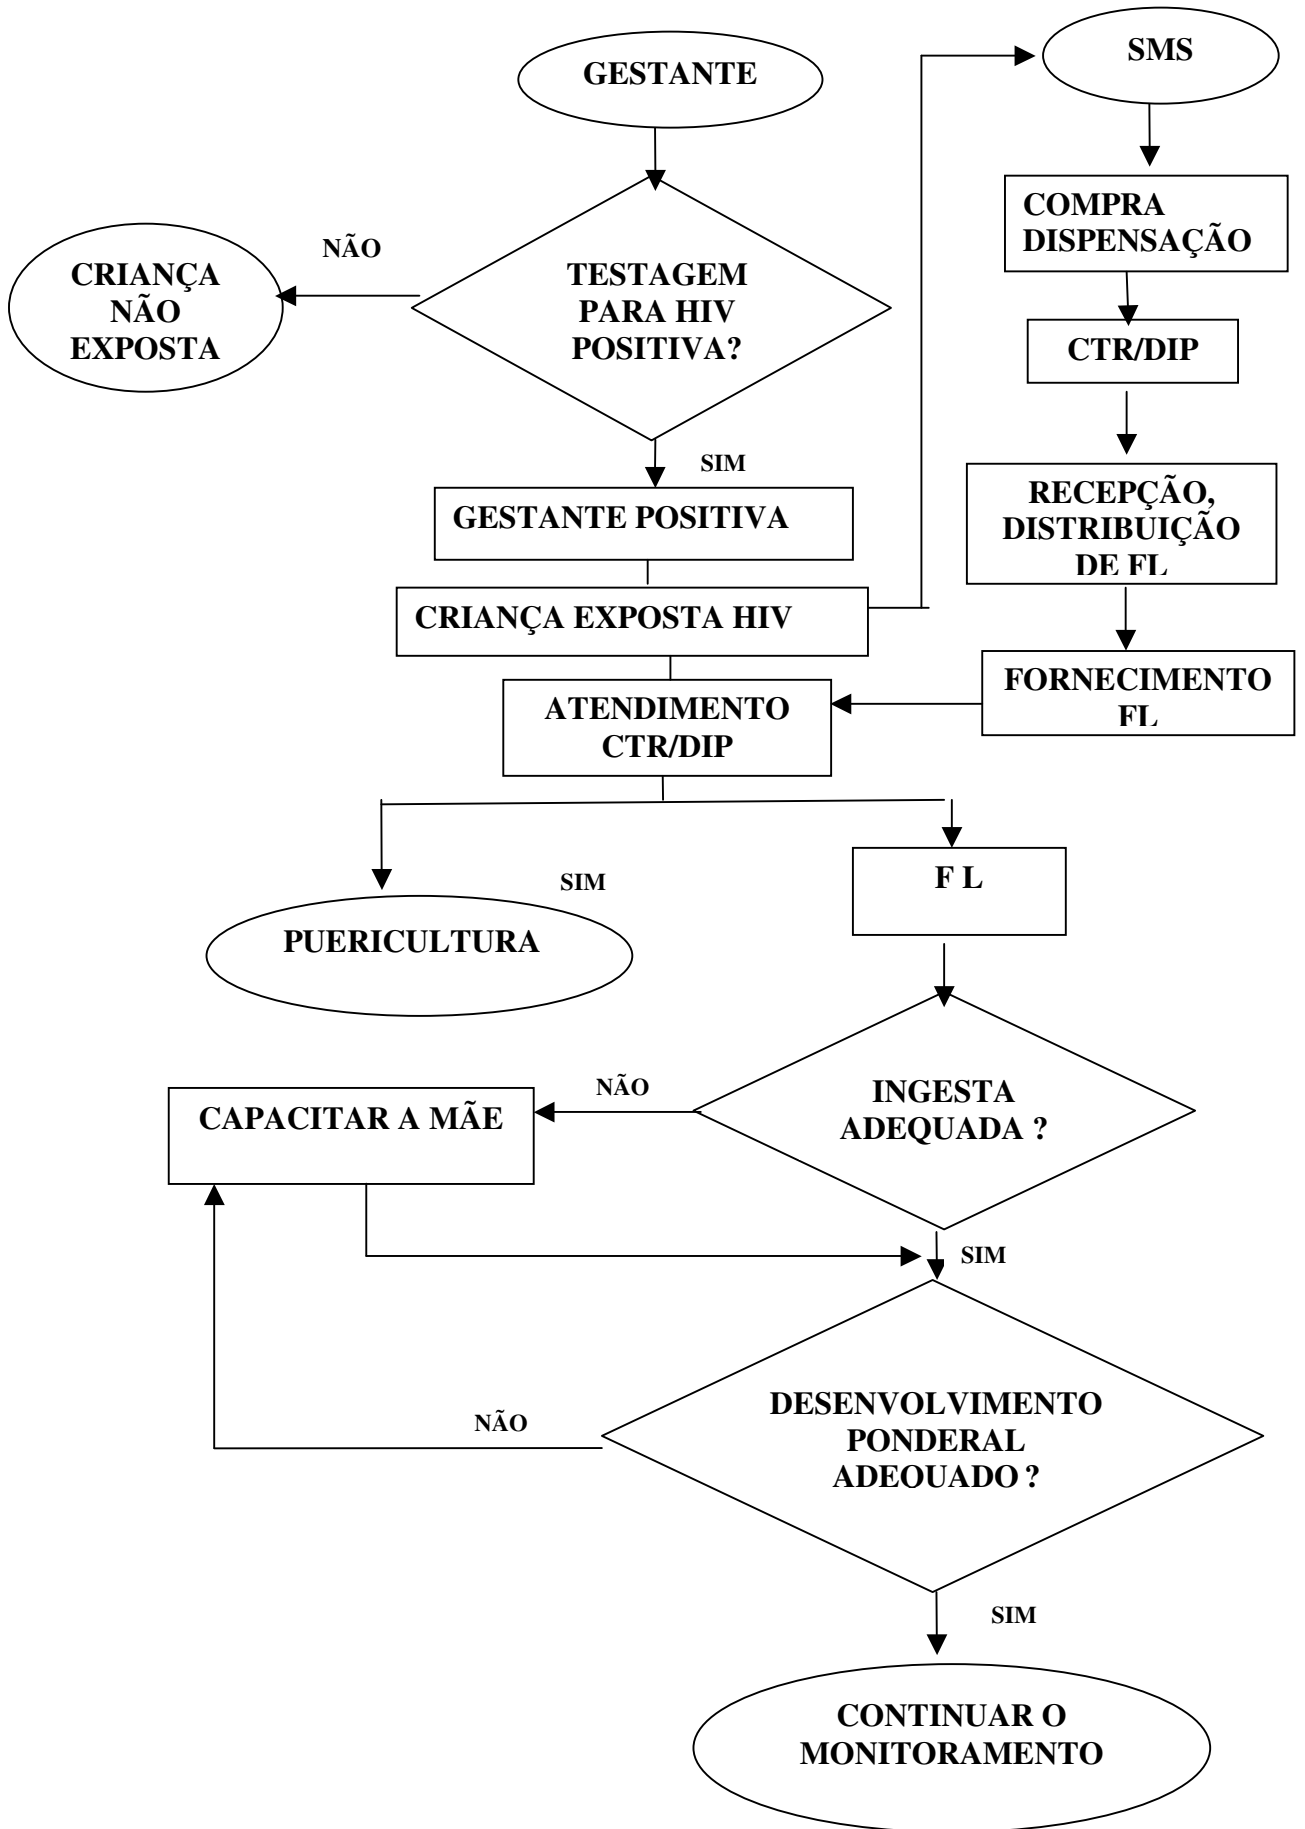 GESTANTE
SMS
COMPRA
DISPENSAÇÃO
NÃO
CRIANÇA
NÃO
EXPOSTA
TESTAGEM
PARA HIV
POSITIVA?
CTR/DIP
SIM
GESTANTE POSITIVA
RECEPÇÃO,
DISTRIBUIÇÃO
DE FL
CRIANÇA EXPOSTA HIV
FORNECIMENTO
FL
ATENDIMENTO
CTR/DIP
F L
SIM
PUERICULTURA
INGESTA
ADEQUADA ?
NÃO
CAPACITAR A MÃE
SIM
DESENVOLVIMENTO
PONDERAL
ADEQUADO ?
NÃO
SIM
CONTINUAR O
MONITORAMENTO